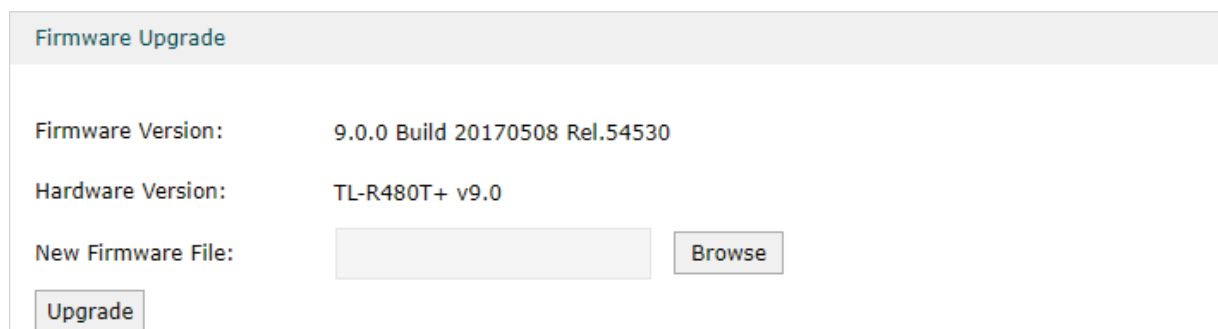 Firmware Upgrade
Firmware Version: 9.0.0 Build 20170508 Rel.54530
Hardware Version: TL-R480T+ v9.0
New Firmware File: Browse
Upgrade